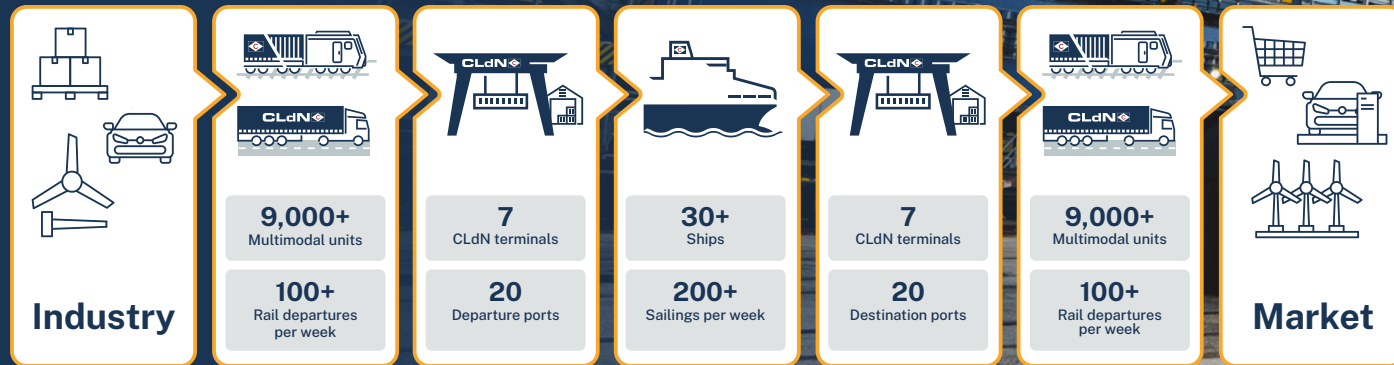 Industry
CLdN
9,000+
Multimodal units
100+
Rail departures
per week
CLdN
7
CLdN terminals
20
Departure ports
30+
Ships
200+
Sailings per week
CLdN
7
CLdN terminals
20
Destination ports
CLdN
9,000+
Multimodal units
100+
Rail departures
per week
Market